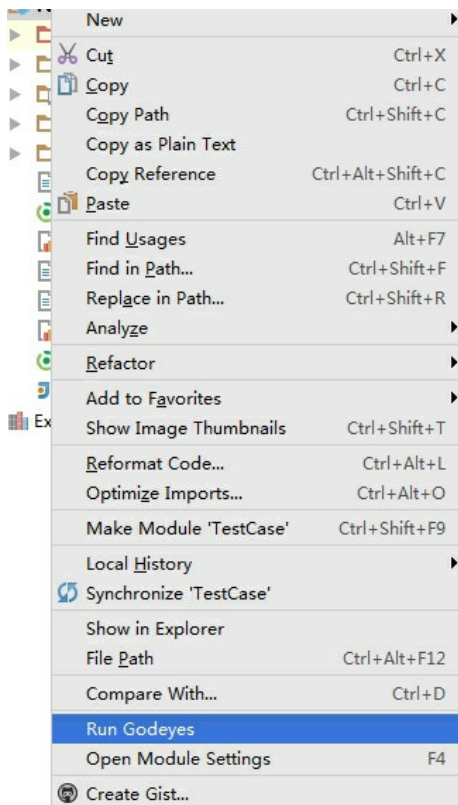 New
Cut Ctrl+X
Copy Ctrl+C
Copy Path Ctrl+Shift+C
Copy as Plain Text
Copy Reference Ctrl+Alt+Shift+C
Paste Ctrl+V
Find Usages Alt+F7
Find in Path... Ctrl+Shift+F
Replace in Path... Ctrl+Shift+R
Analyze
Refactor
Add to Favorites
Show Image Thumbnails Ctrl+Shift+T
Reformat Code... Ctrl+Alt+L
Optimize Imports... Ctrl+Alt+O
Make Module 'TestCase' Ctrl+Shift+F9
Local History
Synchronize 'TestCase'
Show in Explorer
File Path Ctrl+Alt+F12
Compare With... Ctrl+D
Run Godeyes
Open Module Settings F4
Create Gist...
Ex